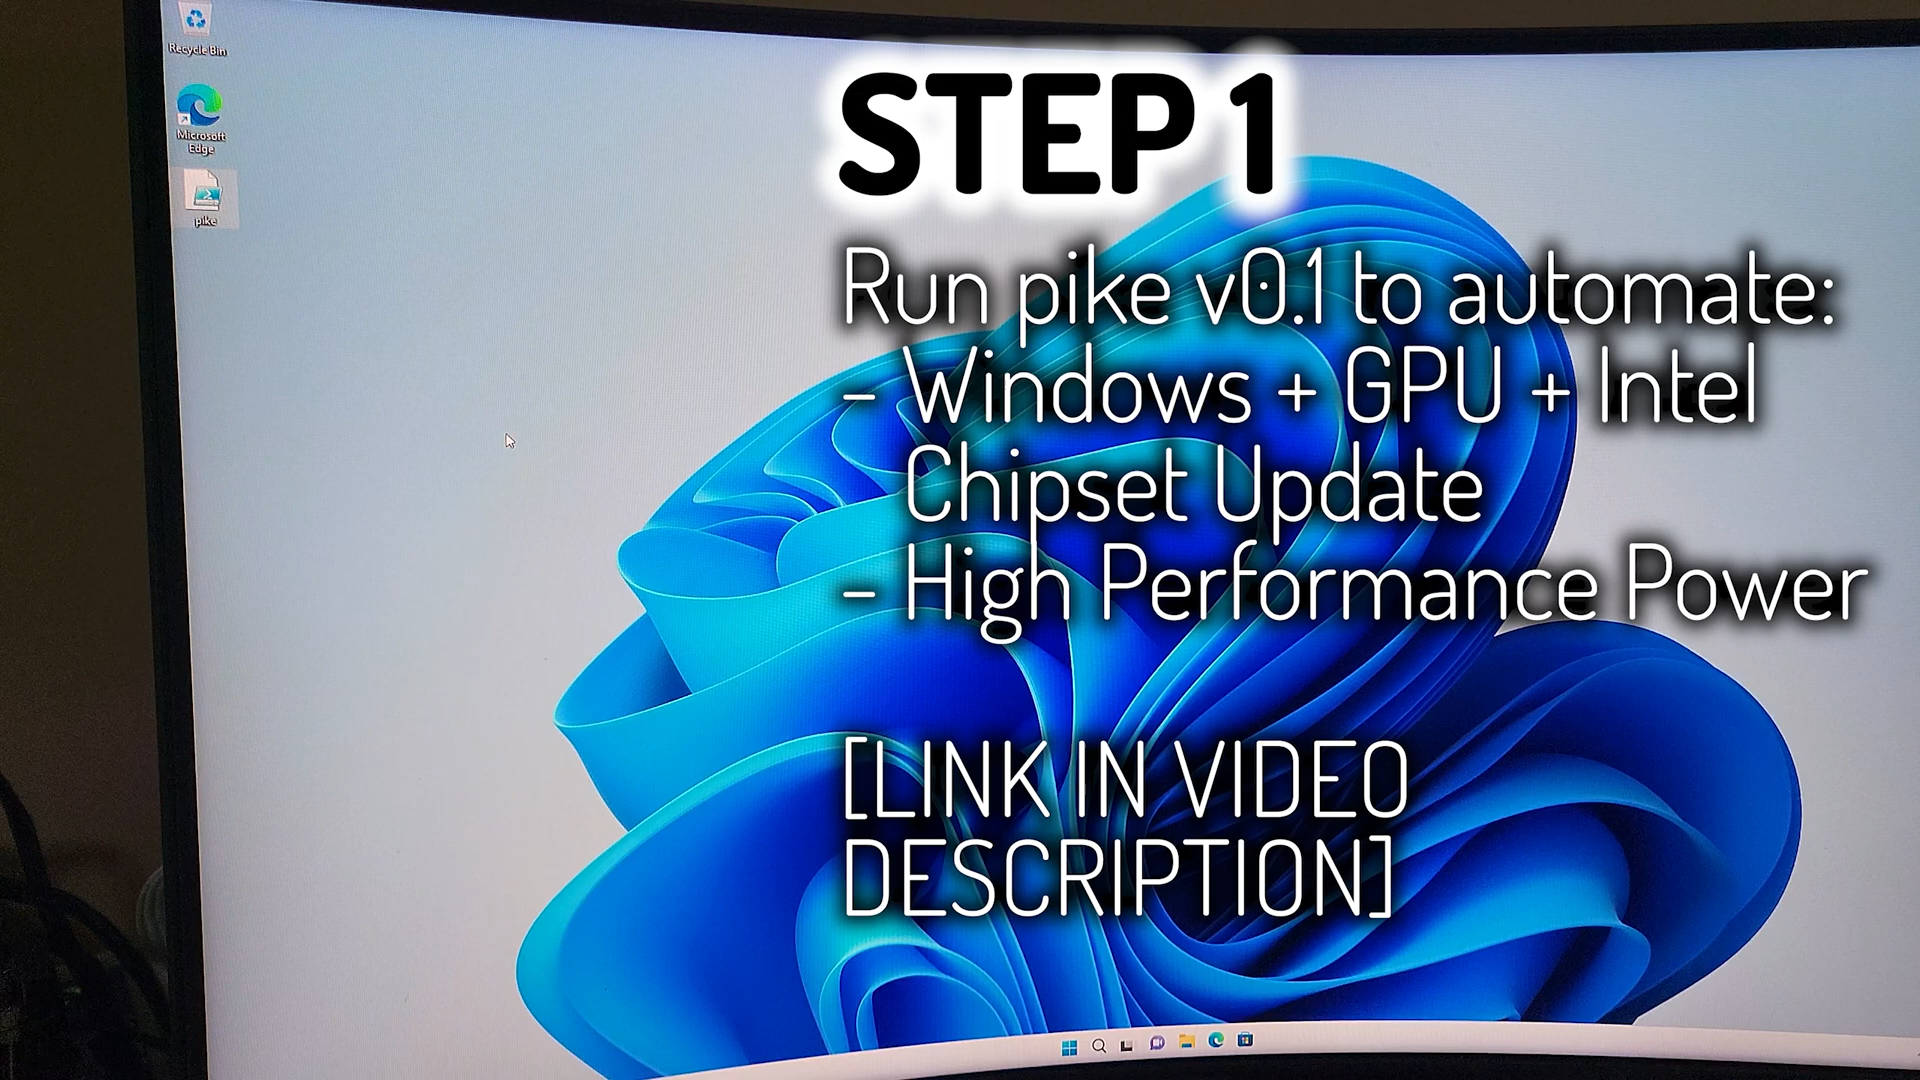 Recycle Bin
Microsoft
Edge
pike
STEP 1
Run pike v0.1 to automate:
– Windows + GPU + Intel
Chipset Update
– High Performance Power
[LINK IN VIDEO
DESCRIPTION]